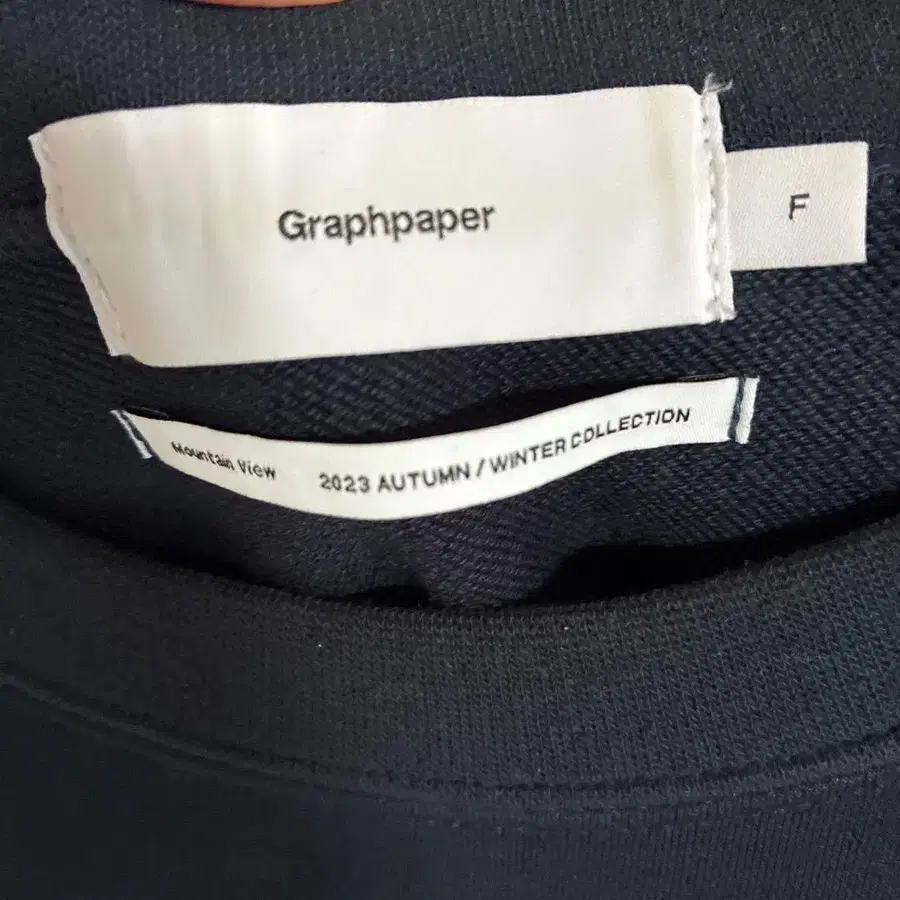 Graphpaper
F
Mountain View 2023 AUTUMN / WINTER COLLECTION